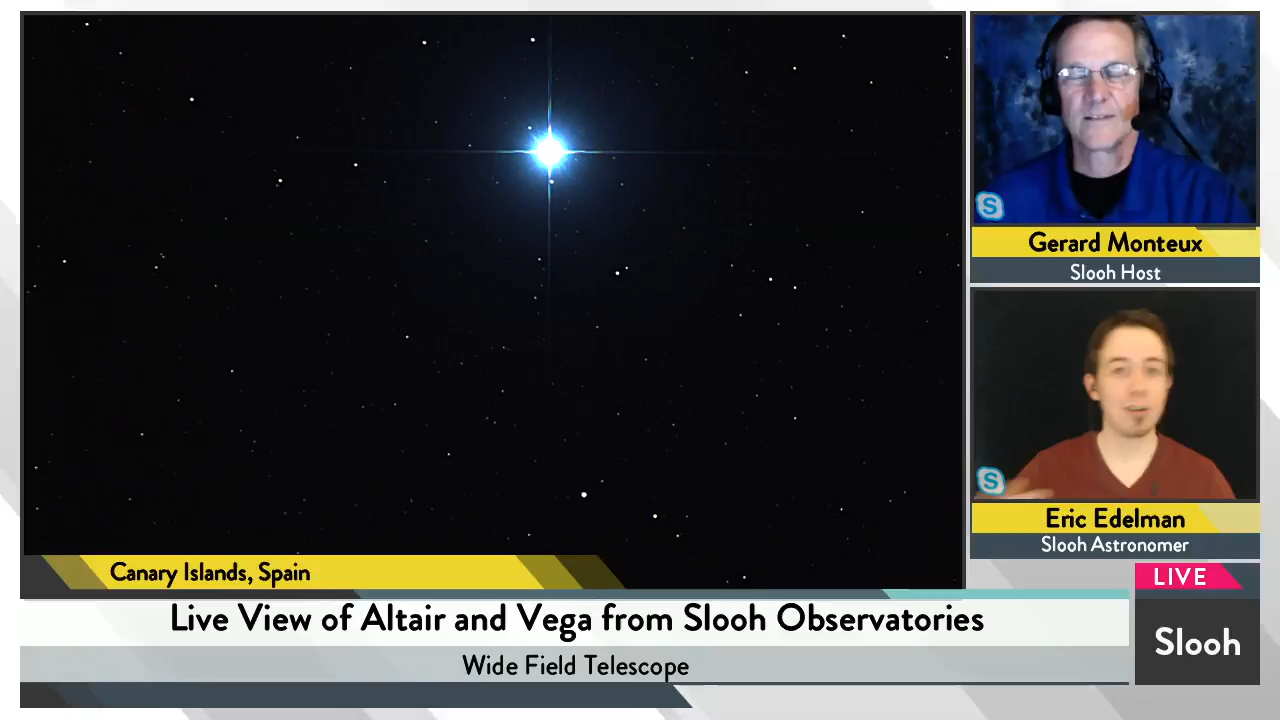 Gerard Monteux
Slooh Host
Eric Edelman
Slooh Astronomer
Canary Islands, Spain
LIVE
Live View of Altair and Vega from Slooh Observatories
Slooh
Wide Field Telescope